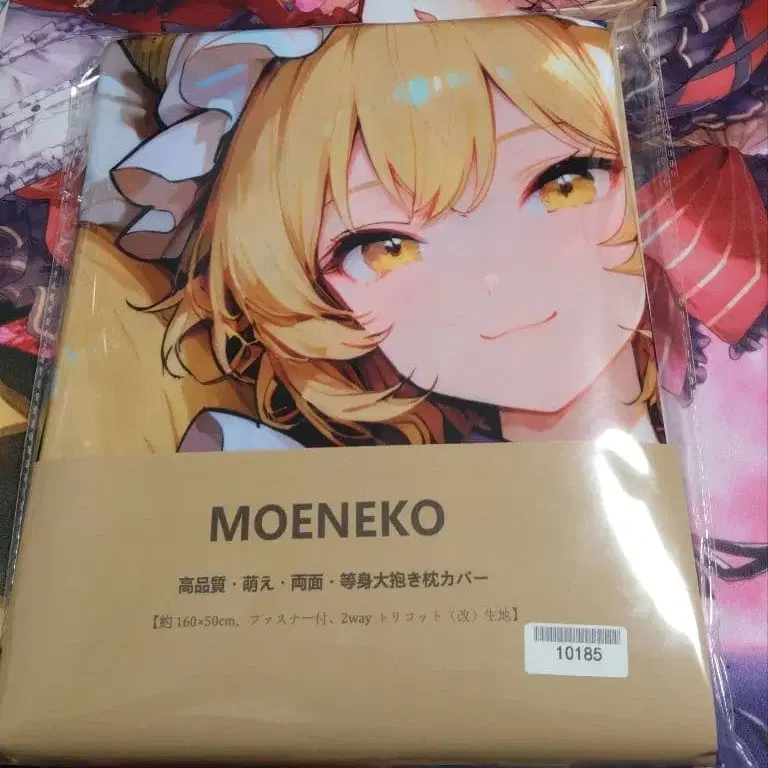 MOENEKO
高品質・萌え・両面・等身大抱き枕カバー
【約160×50cm、ファスナー付、2way トリコット（改）生地】
10185